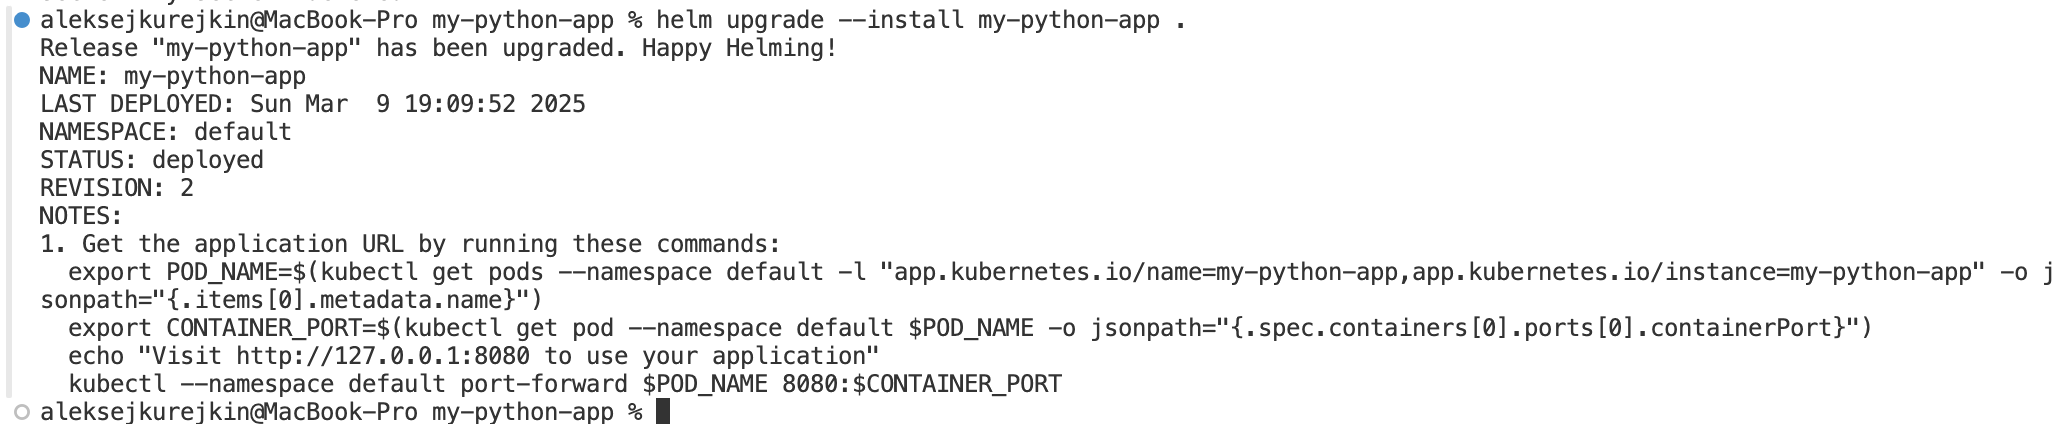 aleksejkurejkin@MacBook-Pro my-python-app % helm upgrade --install my-python-app .
Release "my-python-app" has been upgraded. Happy Helming!
NAME: my-python-app
LAST DEPLOYED: Sun Mar  9 19:09:52 2025
NAMESPACE: default
STATUS: deployed
REVISION: 2
NOTES:
1. Get the application URL by running these commands:
  export POD_NAME=$(kubectl get pods --namespace default -l "app.kubernetes.io/name=my-python-app,app.kubernetes.io/instance=my-python-app" -o j
sonpath="{.items[0].metadata.name}")
  export CONTAINER_PORT=$(kubectl get pod --namespace default $POD_NAME -o jsonpath="{.spec.containers[0].ports[0].containerPort}")
  echo "Visit http://127.0.0.1:8080 to use your application"
  kubectl --namespace default port-forward $POD_NAME 8080:$CONTAINER_PORT
aleksejkurejkin@MacBook-Pro my-python-app %